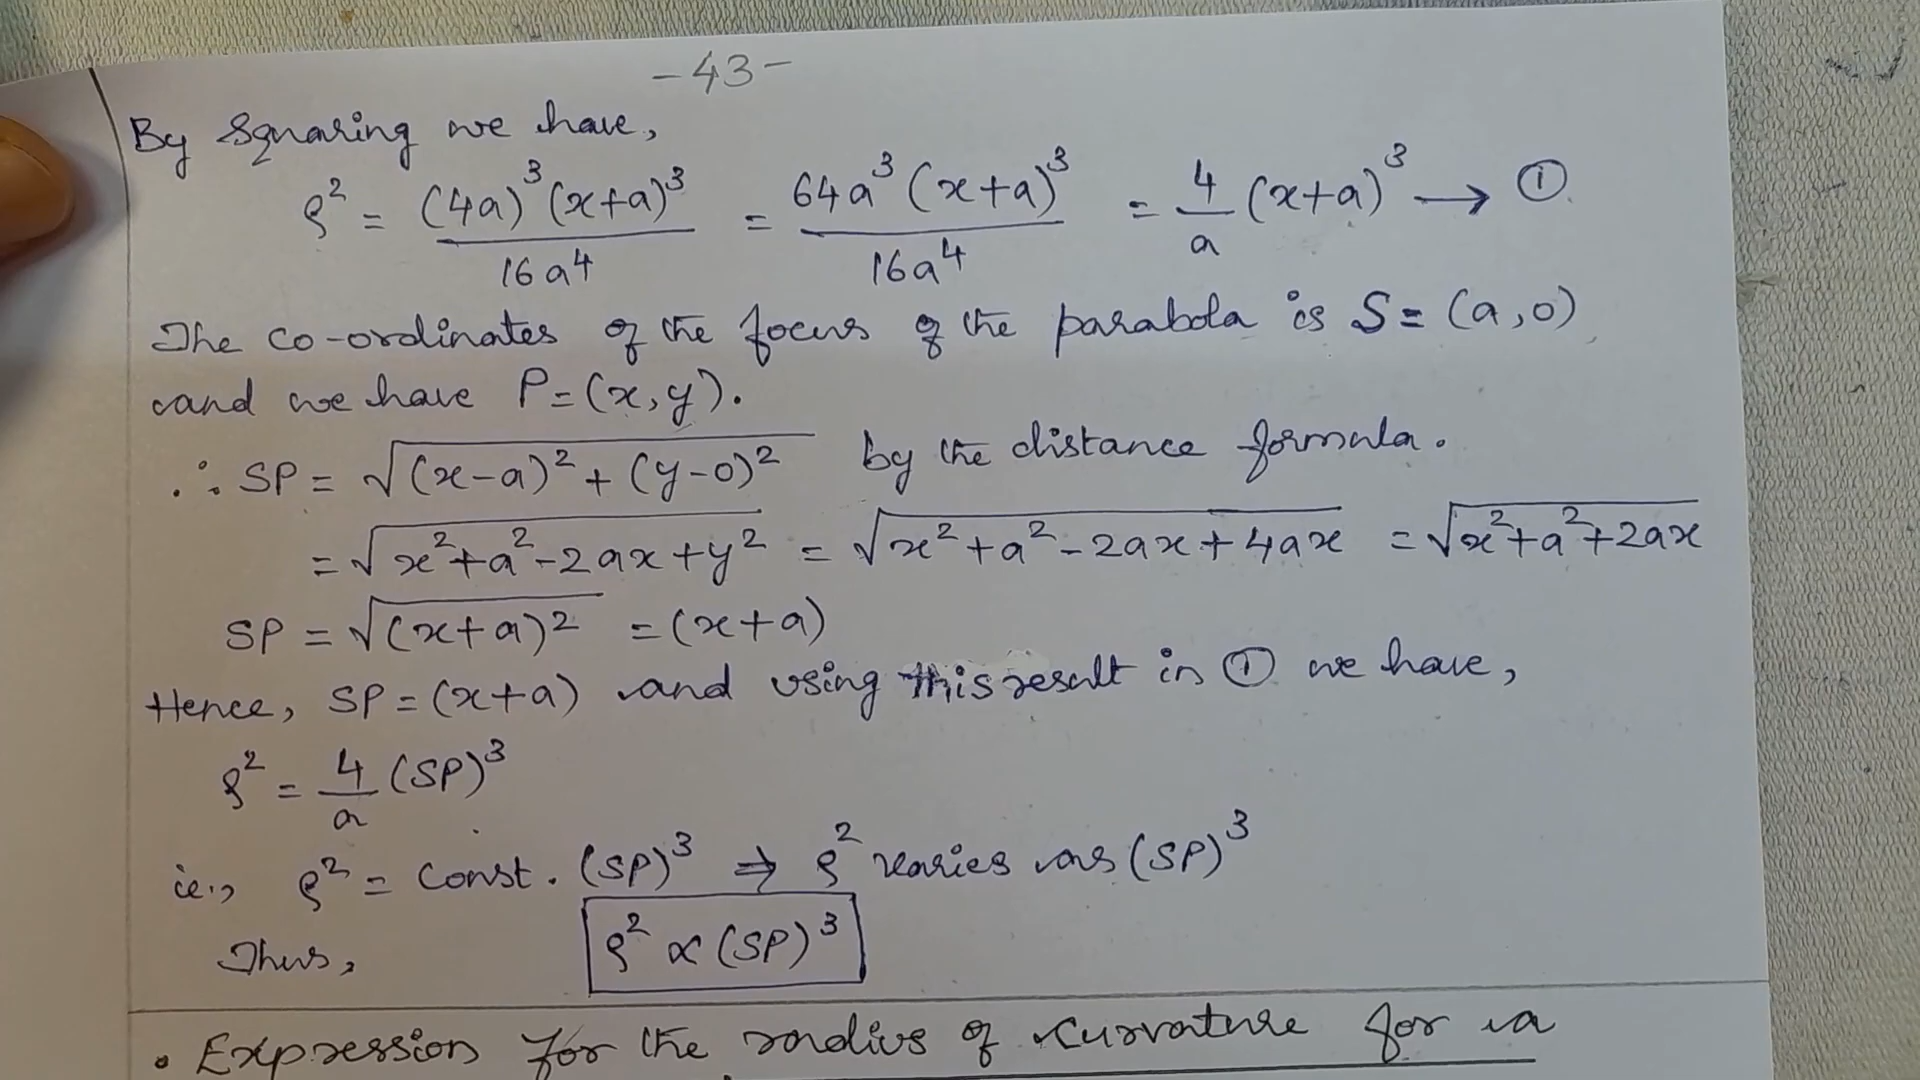 -43-
By Squaring we have,
ρ² = (4a)³(x+a)³ / 16a⁴ = 64a³(x+a)³ / 16a⁴ = 4/a (x+a)³ → ①
The co-ordinates of the focus of the parabola is S = (a,0)
and we have P = (x,y).
∴ SP = √((x-a)² + (y-0)²) by the distance formula.
= √(x²+a²-2ax+y²) = √(x²+a²-2ax+4ax) = √(x²+a²+2ax)
SP = √((x+a)²) = (x+a)
Hence, SP = (x+a) and using this result in ① we have,
ρ² = 4/a (SP)³
ie., ρ² = Const. (SP)³ ⇒ ρ² varies as (SP)³
Thus, ρ² ∝ (SP)³
• Expression for the radius of curvature for a